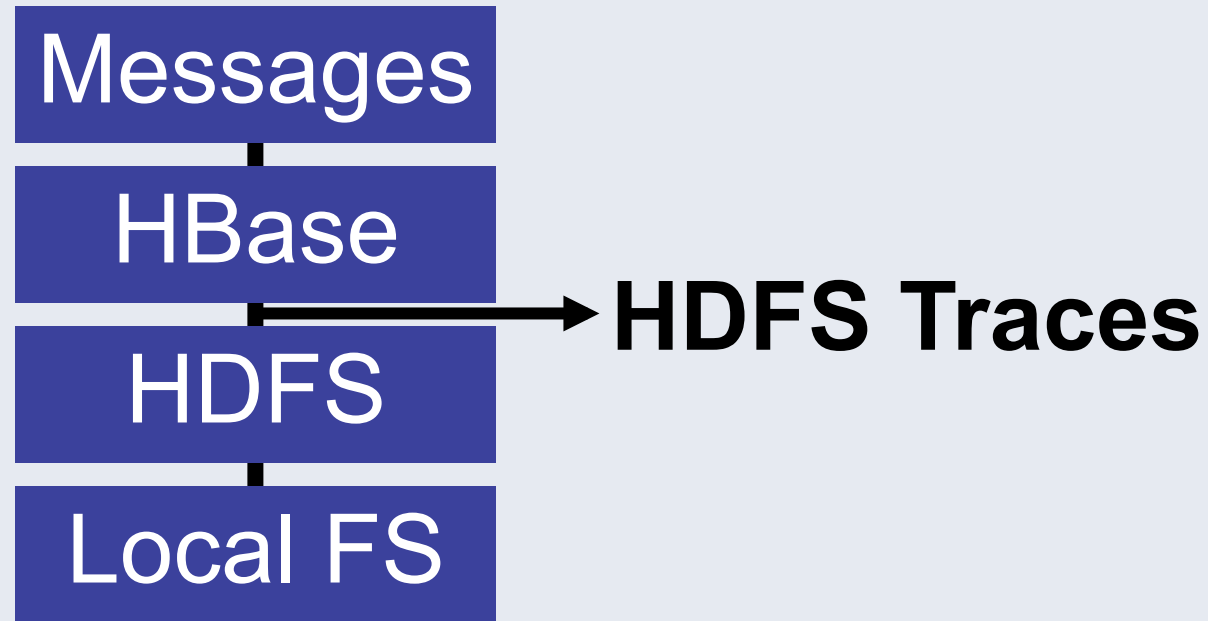 Messages
HBase
HDFS Traces
HDFS
Local FS